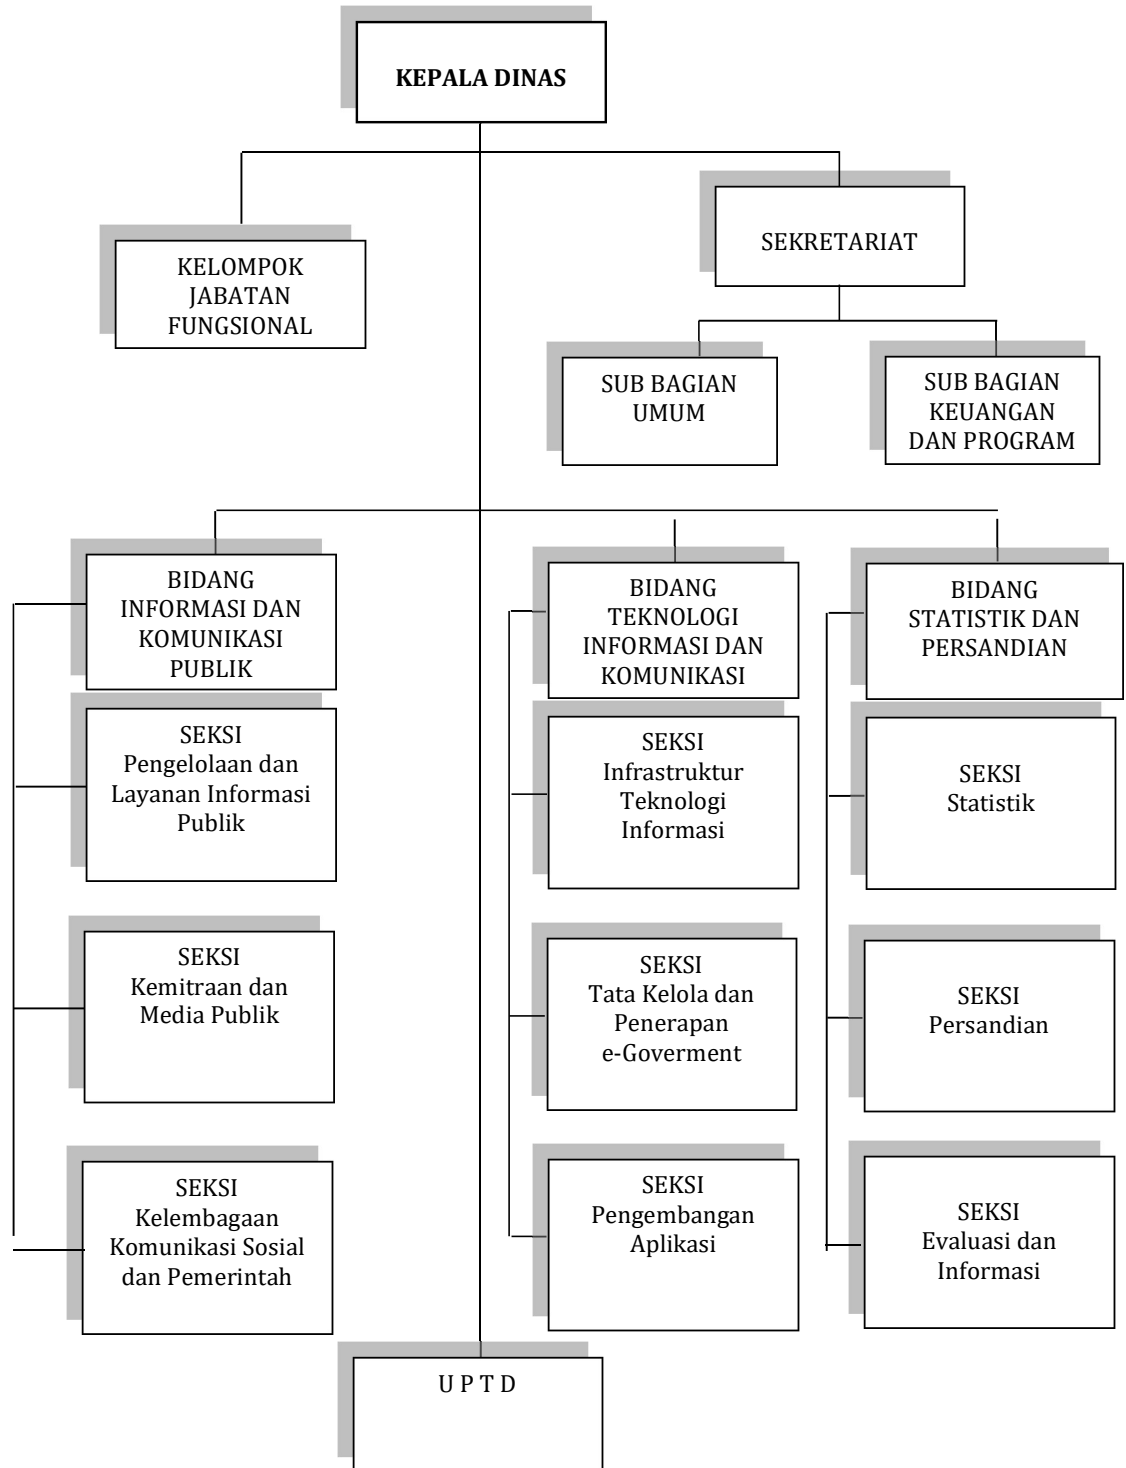 KEPALA DINAS
SEKRETARIAT
KELOMPOK
JABATAN
FUNGSIONAL
SUB BAGIAN
UMUM
SUB BAGIAN
KEUANGAN
DAN PROGRAM
BIDANG
INFORMASI DAN
KOMUNIKASI
PUBLIK
BIDANG
TEKNOLOGI
INFORMASI DAN
KOMUNIKASI
BIDANG
STATISTIK DAN
PERSANDIAN
SEKSI
Pengelolaan dan
Layanan Informasi
Publik
SEKSI
Infrastruktur
Teknologi
Informasi
SEKSI
Statistik
SEKSI
Kemitraan dan
Media Publik
SEKSI
Tata Kelola dan
Penerapan
e-Goverment
SEKSI
Persandian
SEKSI
Kelembagaan
Komunikasi Sosial
dan Pemerintah
SEKSI
Pengembangan
Aplikasi
SEKSI
Evaluasi dan
Informasi
U P T D